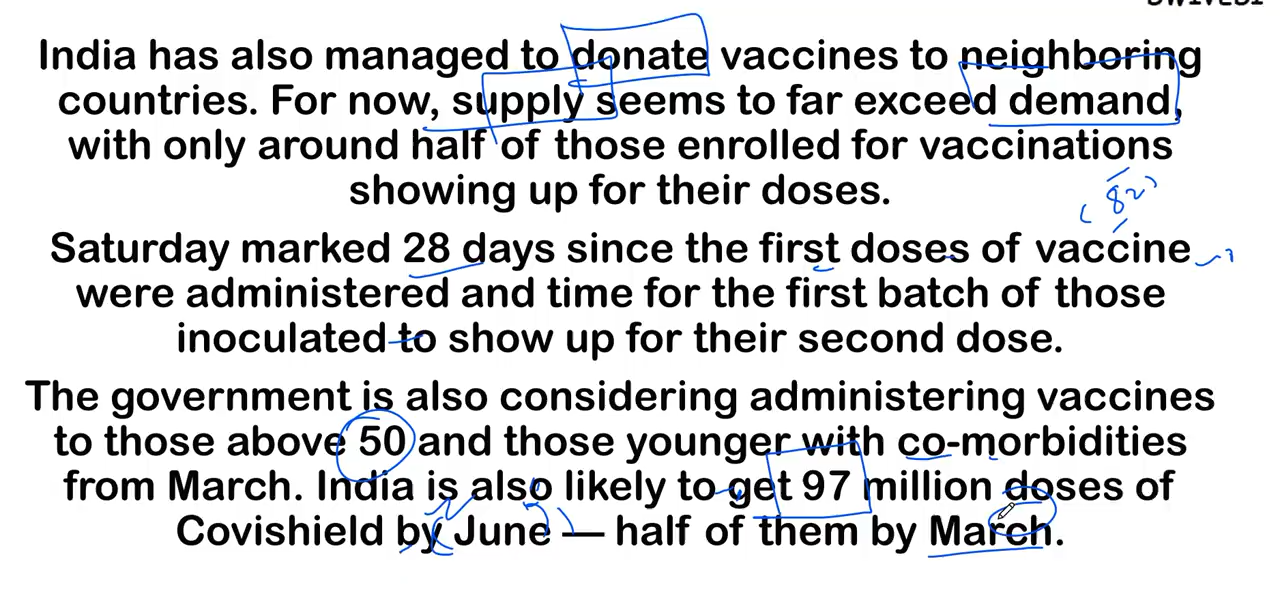 India has also managed to donate vaccines to neighboring
countries. For now, supply seems to far exceed demand,
with only around half of those enrolled for vaccinations
showing up for their doses.
(82)
Saturday marked 28 days since the first doses of vaccine
were administered and time for the first batch of those
inoculated to show up for their second dose.
The government is also considering administering vaccines
to those above 50 and those younger with co-morbidities
from March. India is also likely to get 97 million doses of
Covishield by June — half of them by March.